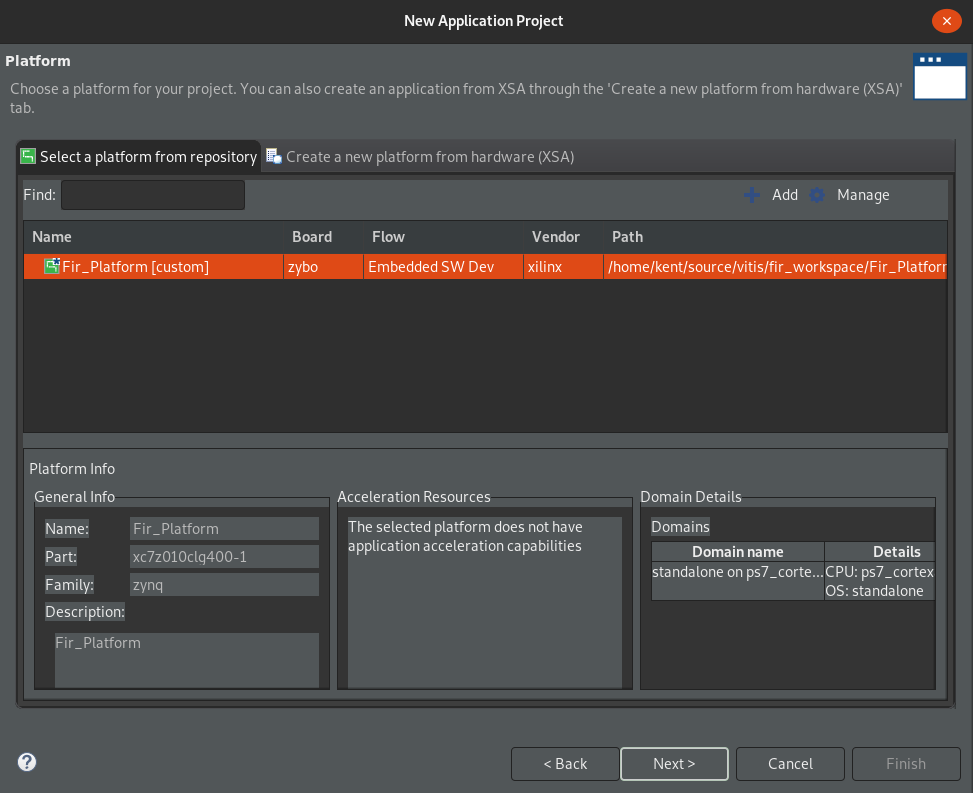 New Application Project
Platform
Choose a platform for your project. You can also create an application from XSA through the 'Create a new platform from hardware (XSA)'
tab.
Select a platform from repository
Create a new platform from hardware (XSA)
Find:
Add
Manage
Name Board Flow Vendor Path
Fir_Platform [custom] zybo Embedded SW Dev xilinx /home/kent/source/vitis/fir_workspace/Fir_Platform
Platform Info
General Info
Name: Fir_Platform
Part: xc7z010clg400-1
Family: zynq
Description:
Fir_Platform
Acceleration Resources
The selected platform does not have
application acceleration capabilities
Domain Details
Domains
Domain name Details
standalone on ps7_corte... CPU: ps7_cortex
OS: standalone
?
< Back
Next >
Cancel
Finish